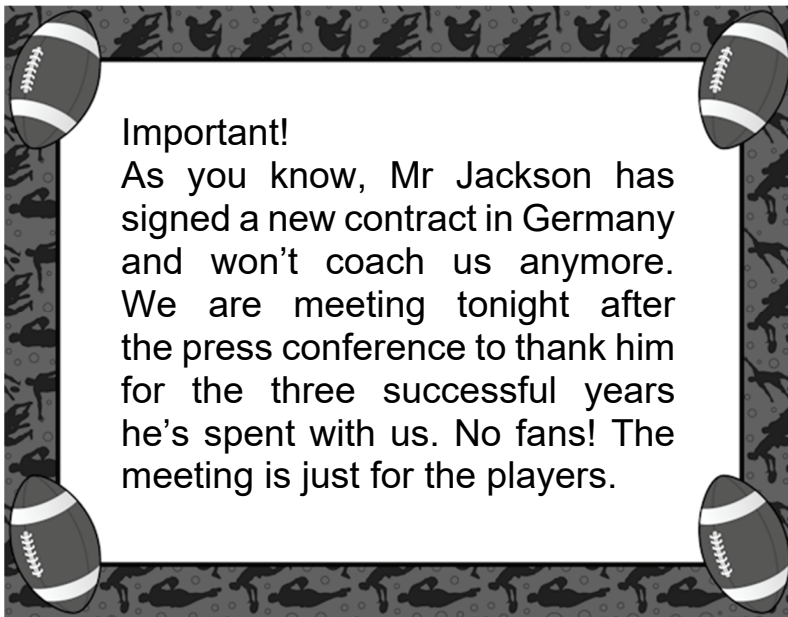 Important!
As you know, Mr Jackson has
signed a new contract in Germany
and won’t coach us anymore.
We are meeting tonight after
the press conference to thank him
for the three successful years
he’s spent with us. No fans! The
meeting is just for the players.